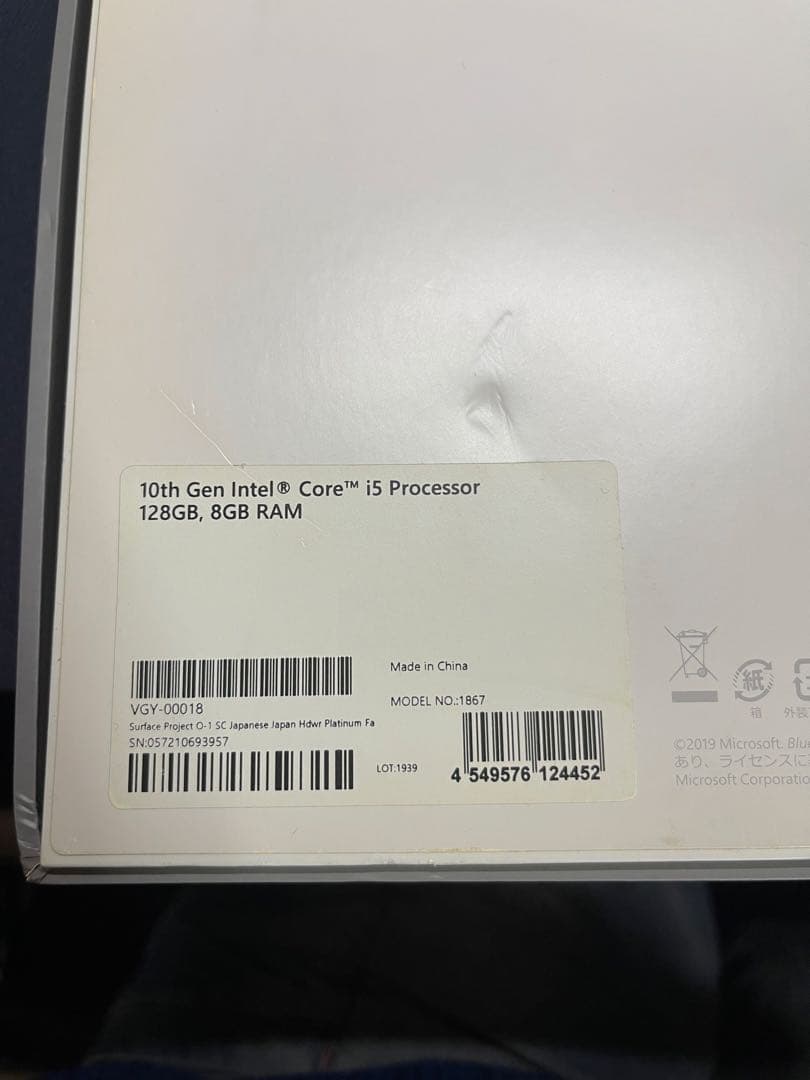 10th Gen Intel® Core™ i5 Processor
128GB, 8GB RAM
VGY-00018
Surface Project O-1 SC Japanese Japan Hdwr Platinum Fa
SN:057210693957
Made in China
MODEL NO.:1867
LOT:1939
4 549576 124452
紙
箱
外装
©2019 Microsoft. Blue
あり、ライセンスに
Microsoft Corporatio